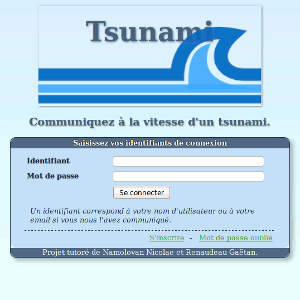 Tsunami
Communiquez à la vitesse d'un tsunami.
Saisissez vos identifiants de connexion
Identifiant
Mot de passe
Se connecter
Un identifiant correspond à votre nom d'utilisateur ou à votre
email si vous nous l'avez communiqué.
S'inscrire - Mot de passe oublié
Projet tutoré de Namolovan Nicolae et Renaudeau Gaëtan.